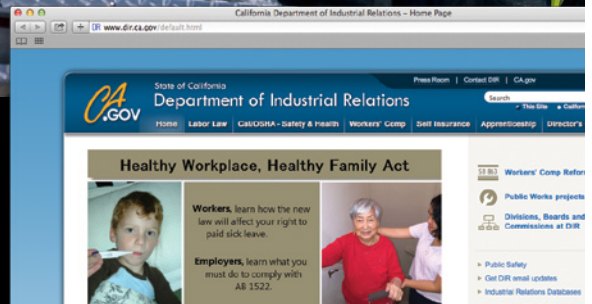 California Department of Industrial Relations – Home Page
DIR www.dir.ca.gov/default.html
Press Room | Contact DIR | CA.gov
State of California
Department of Industrial Relations
CA
.GOV
Search
This Site
Home Labor Law Cal/OSHA - Safety & Health Workers' Comp Self Insurance Apprenticeship Director's
Healthy Workplace, Healthy Family Act
Workers, learn how the new
law will affect your right to
paid sick leave.
Employers, learn what you
must do to comply with
AB 1522.
SB 863 Workers' Comp Refor
Public Works projects
Divisions, Boards and
Commissions at DIR
Public Safety
Get DIR email updates
Industrial Relations Databases